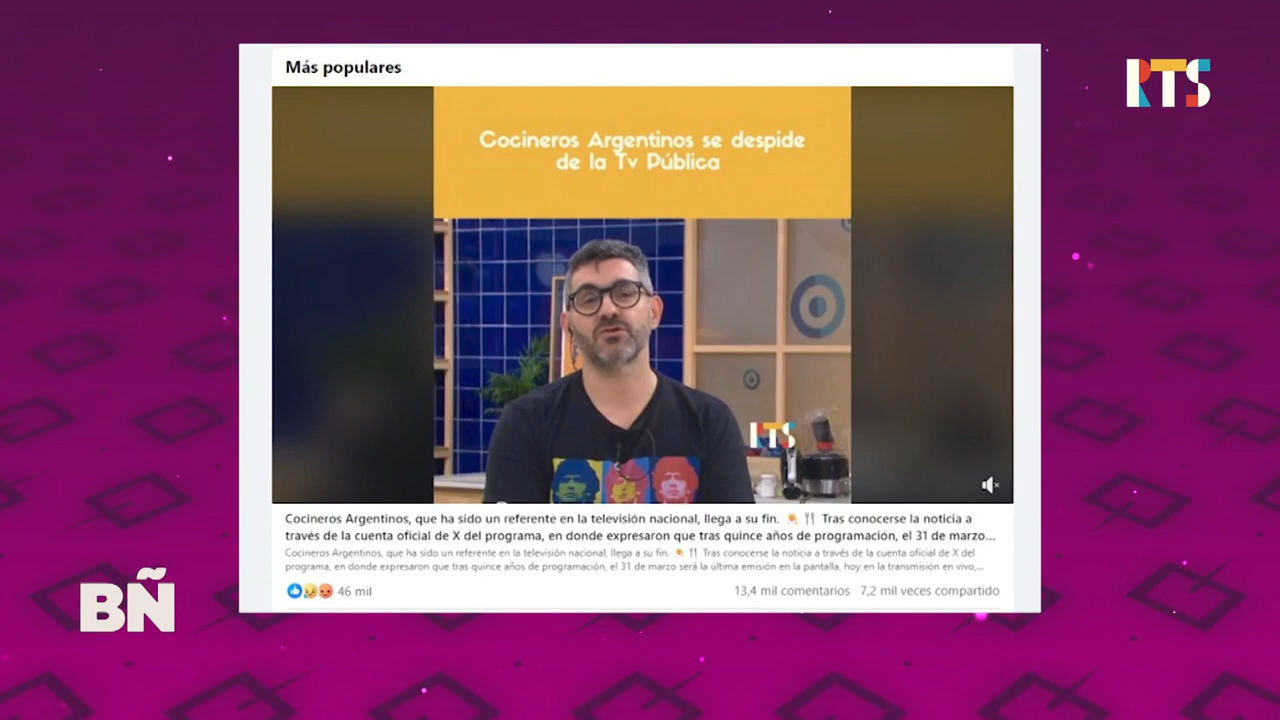 Más populares
RTS
Cocineros Argentinos se despide
de la Tv Pública
RTS
Cocineros Argentinos, que ha sido un referente en la televisión nacional, llega a su fin. Tras conocerse la noticia a
través de la cuenta oficial de X del programa, en donde expresaron que tras quince años de programación, el 31 de marzo...
Cocineros Argentinos, que ha sido un referente en la televisión nacional, llega a su fin. Tras conocerse la noticia a través de la cuenta oficial de X del
programa, en donde expresaron que tras quince años de programación, el 31 de marzo será la última emisión en la pantalla, hoy en la transmisión en vivo,...
46 mil
13,4 mil comentarios 7,2 mil veces compartido
BÑ